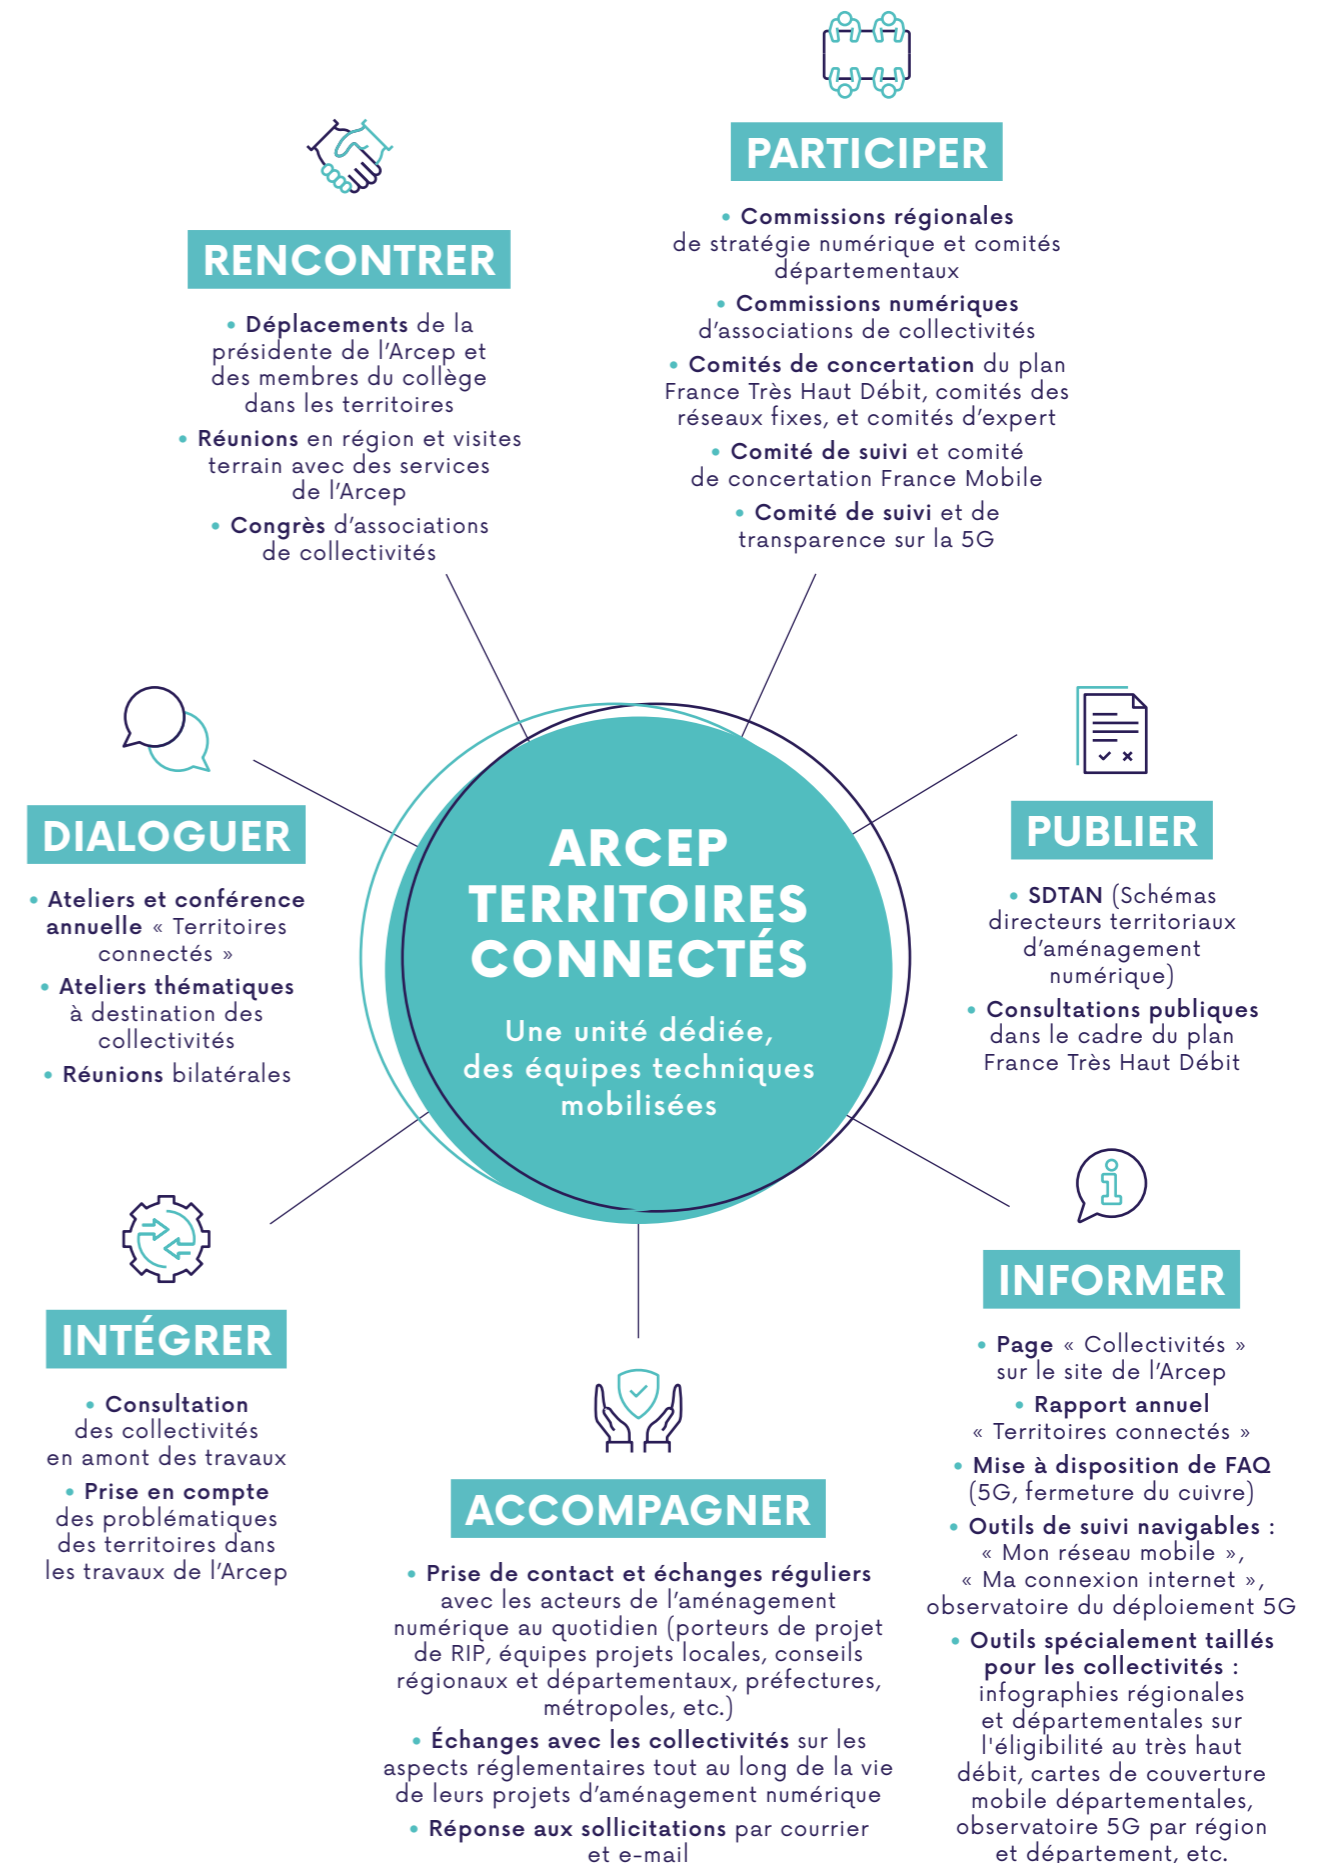 PARTICIPER
• Commissions régionales
de stratégie numérique et comités
départementaux
• Commissions numériques
d’associations de collectivités
• Comités de concertation du plan
France Très Haut Débit, comités des
réseaux fixes, et comités d’expert
• Comité de suivi et comité
de concertation France Mobile
• Comité de suivi et de
transparence sur la 5G
RENCONTRER
• Déplacements de la
présidente de l’Arcep et
des membres du collège
dans les territoires
• Réunions en région et visites
terrain avec des services
de l’Arcep
• Congrès d’associations
de collectivités
DIALOGUER
• Ateliers et conférence
annuelle « Territoires
connectés »
• Ateliers thématiques
à destination des
collectivités
• Réunions bilatérales
ARCEP
TERRITOIRES
CONNECTÉS
Une unité dédiée,
des équipes techniques
mobilisées
PUBLIER
• SDTAN (Schémas
directeurs territoriaux
d’aménagement
numérique)
• Consultations publiques
dans le cadre du plan
France Très Haut Débit
INTÉGRER
• Consultation
des collectivités
en amont des travaux
• Prise en compte
des problématiques
des territoires dans
les travaux de l’Arcep
ACCOMPAGNER
• Prise de contact et échanges réguliers
avec les acteurs de l’aménagement
numérique au quotidien (porteurs de projet
de RIP, équipes projets locales, conseils
régionaux et départementaux, préfectures,
métropoles, etc.)
• Échanges avec les collectivités sur les
aspects réglementaires tout au long de la vie
de leurs projets d’aménagement numérique
• Réponse aux sollicitations par courrier
et e-mail
INFORMER
• Page « Collectivités »
sur le site de l’Arcep
• Rapport annuel
« Territoires connectés »
• Mise à disposition de FAQ
(5G, fermeture du cuivre)
• Outils de suivi navigables :
« Mon réseau mobile »,
« Ma connexion internet »,
observatoire du déploiement 5G
• Outils spécialement taillés
pour les collectivités :
infographies régionales
et départementales sur
l'éligibilité au très haut
débit, cartes de couverture
mobile départementales,
observatoire 5G par région
et département, etc.